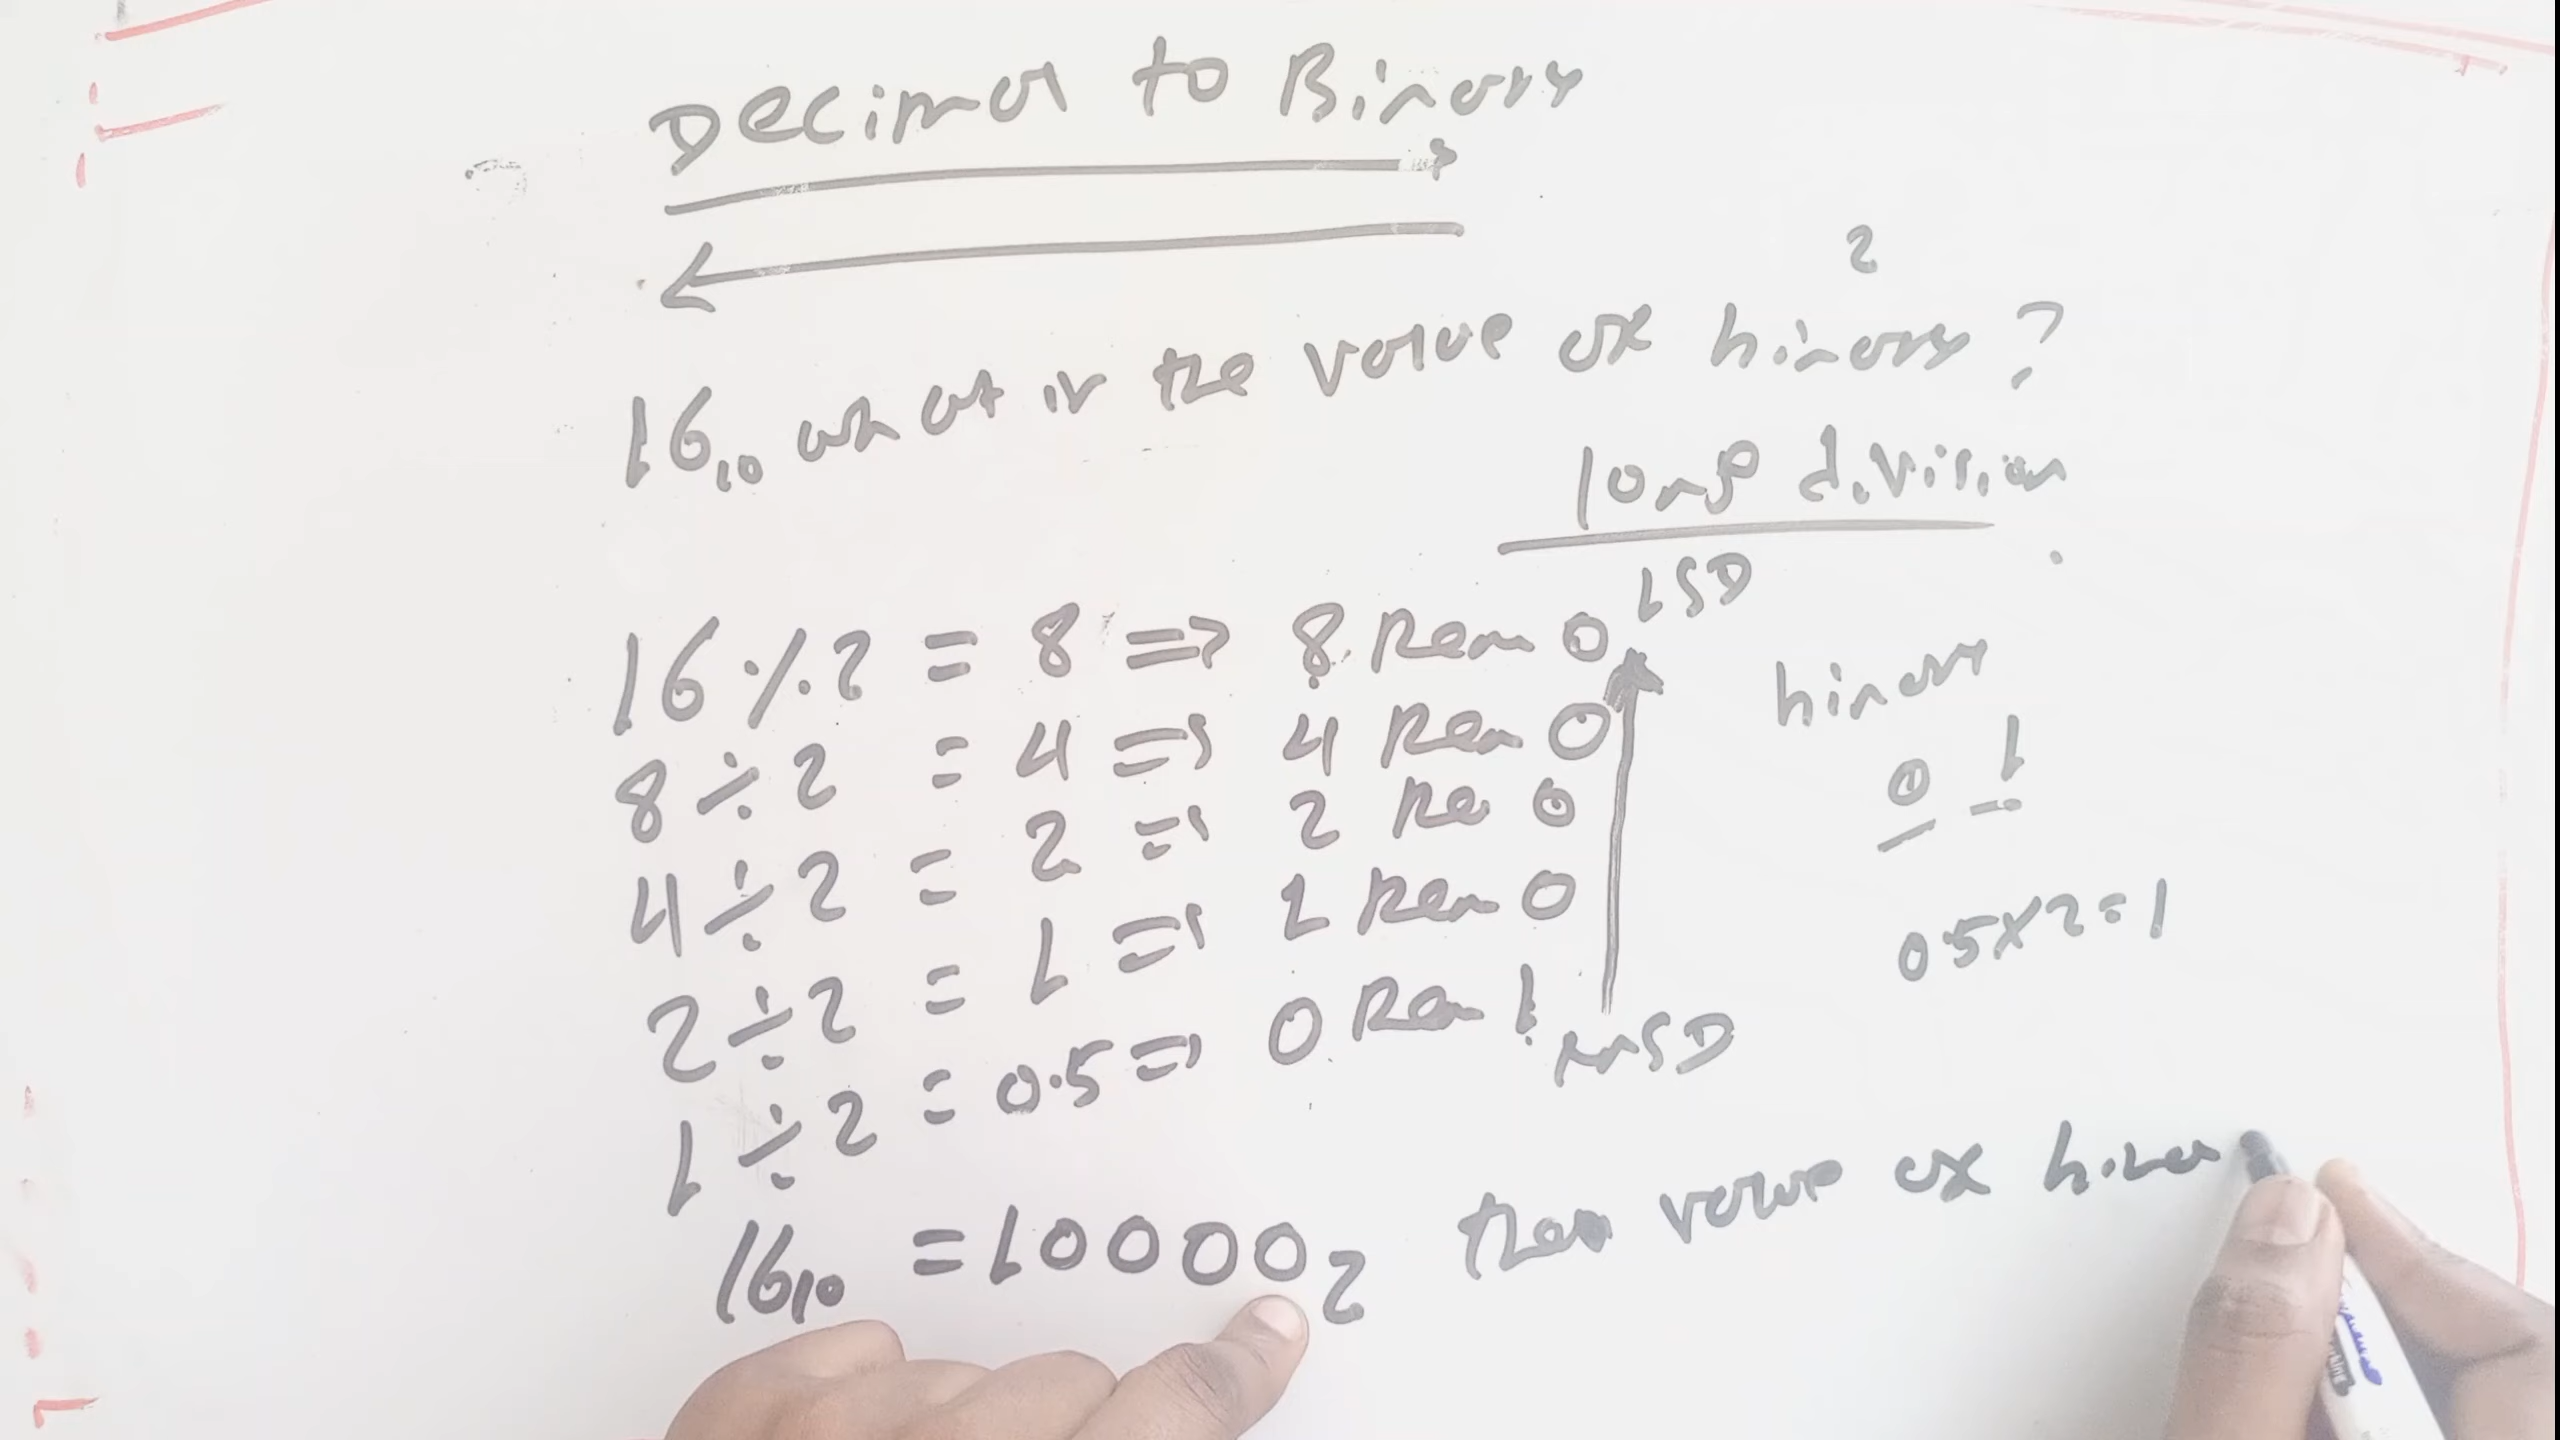 Decimal to Binary
2
16₁₀ what is the value of binary ?
long division
LSD
16 ÷ 2 = 8 => 8 Rem 0
8 ÷ 2 = 4 => 4 Rem 0
4 ÷ 2 = 2 => 2 Re 0
2 ÷ 2 = 1 => 1 Rem 0
1 ÷ 2 = 0.5 => 0 Rem 1
MSD
binary
0 1
0.5 x 2 = 1
16₁₀ = 10000₂ the value of binar